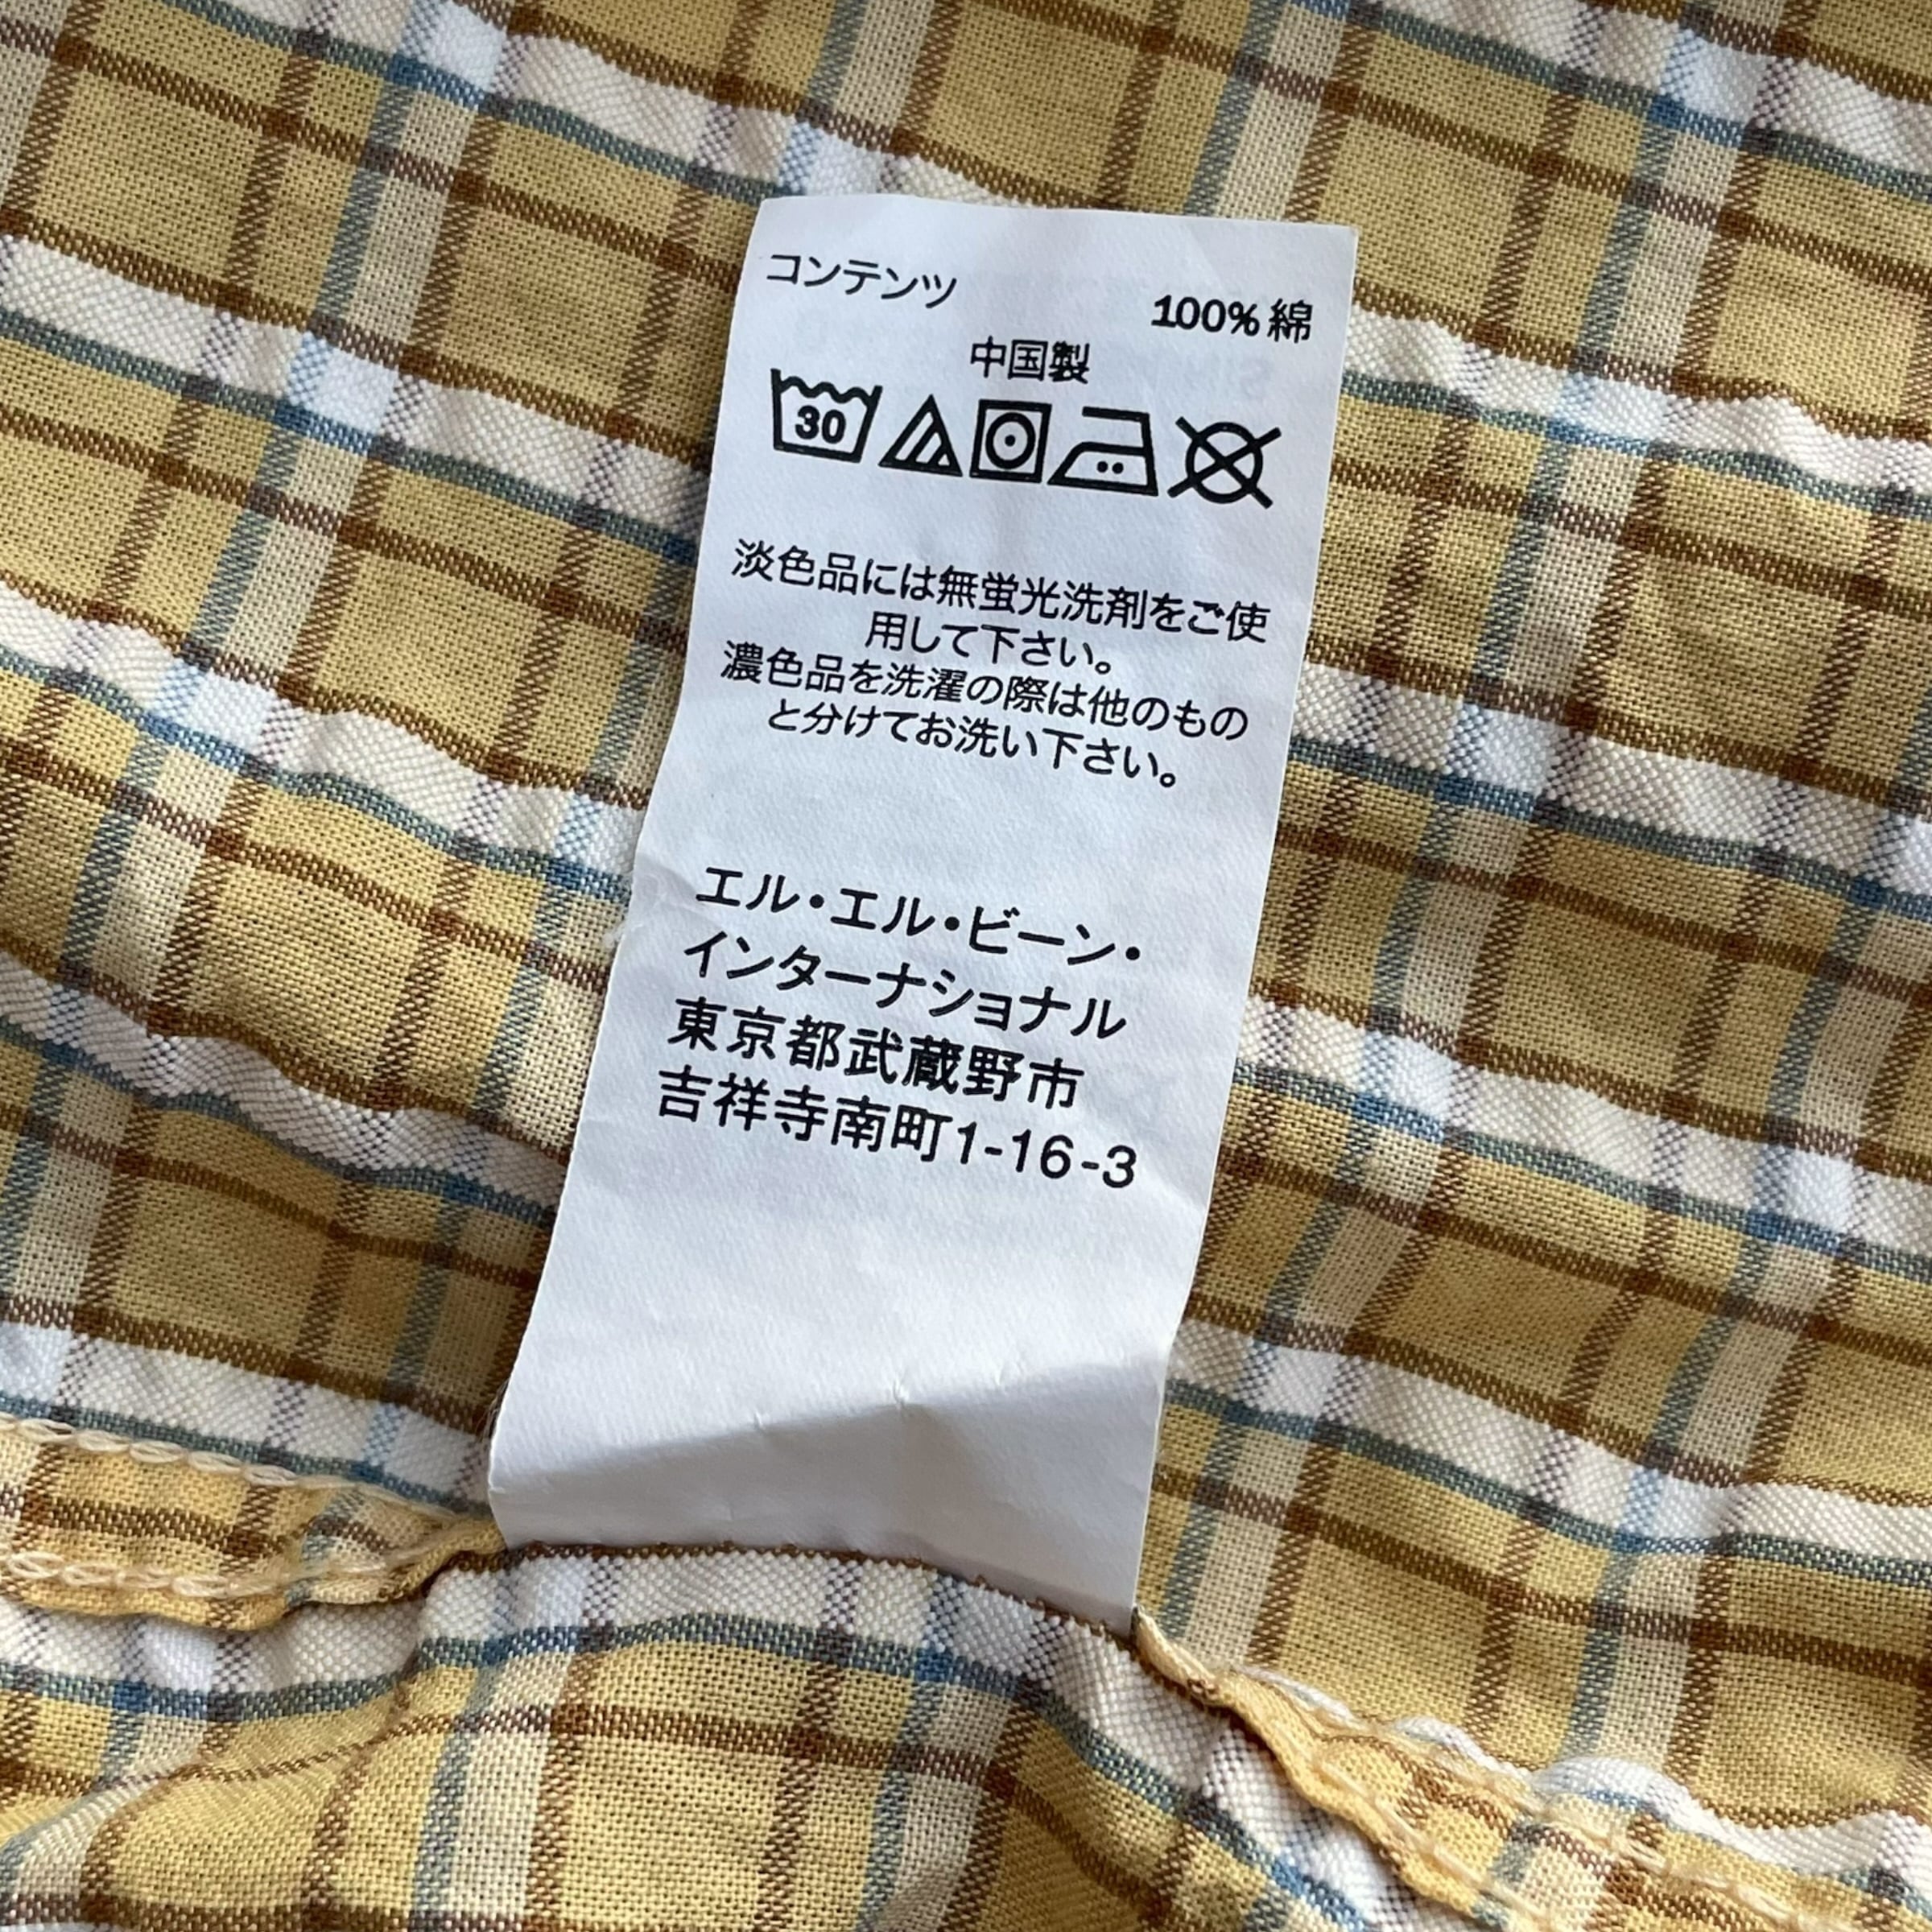 コンテンツ
100% 綿
中国製
30
淡色品には無蛍光洗剤をご使
用して下さい。
濃色品を洗濯の際は他のもの
と分けてお洗い下さい。
エル・エル・ビーン・
インターナショナル
東京都武蔵野市
吉祥寺南町1-16-3